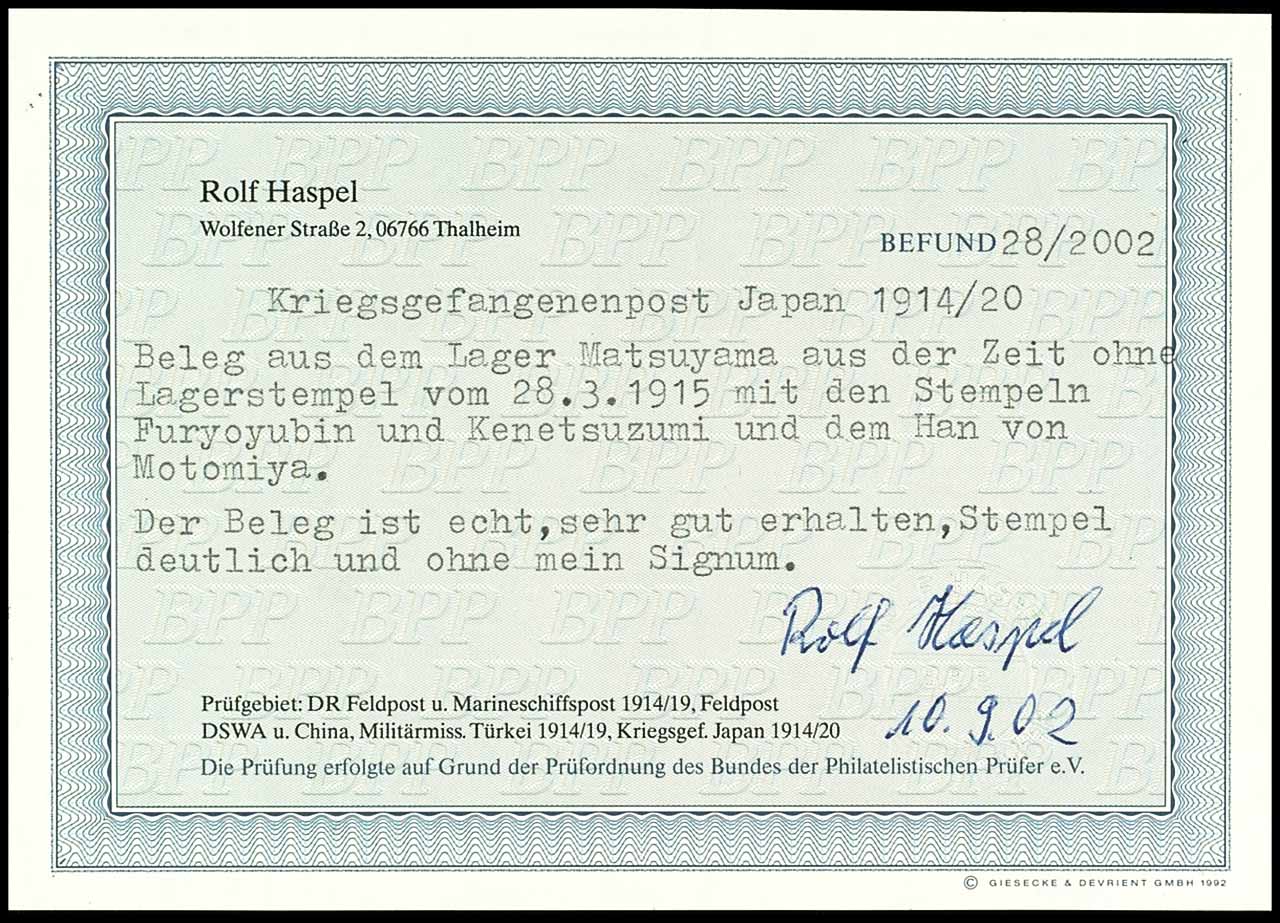 Rolf Haspel
Wolfener Straße 2, 06766 Thalheim
BEFUND 28/2002
Kriegsgefangenenpost Japan 1914/20
Beleg aus dem Lager Matsuyama aus der Zeit ohne
Lagerstempel vom 28.3.1915 mit den Stempeln
Furyoyubin und Kenetsuzumi und dem Han von
Motomiya.
Der Beleg ist echt,sehr gut erhalten,Stempel
deutlich und ohne mein Signum.
Rolf Haspel
10.9.02
Prüfgebiet: DR Feldpost u. Marineschiffspost 1914/19, Feldpost
DSWA u. China, Militärmiss. Türkei 1914/19, Kriegsgef. Japan 1914/20
Die Prüfung erfolgte auf Grund der Prüfordnung des Bundes der Philatelistischen Prüfer e.V.
© GIESECKE & DEVRIENT GMBH 1992